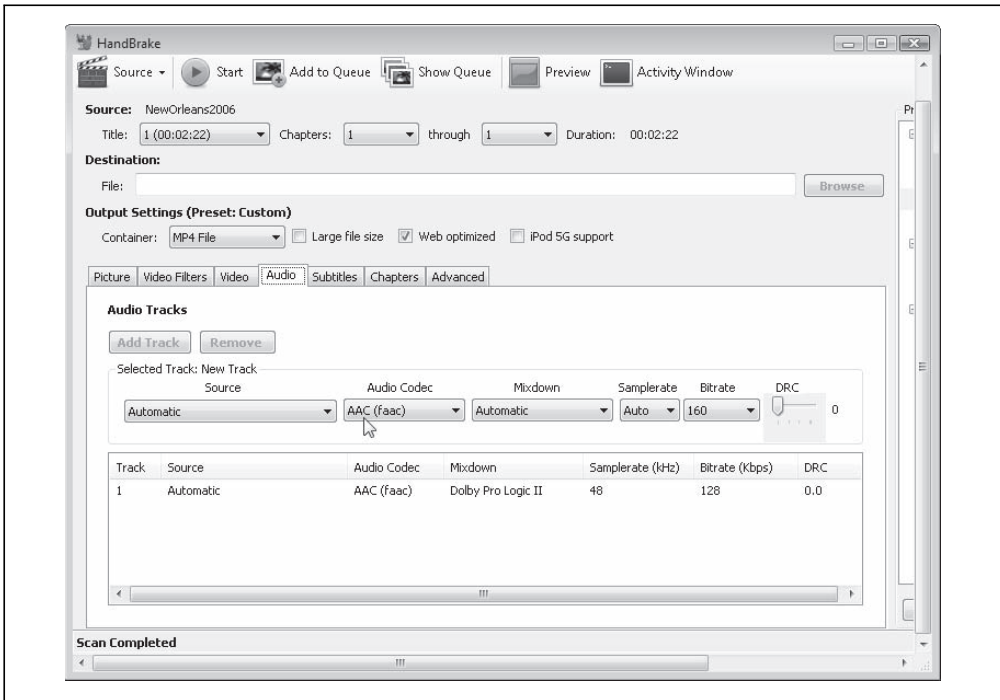 HandBrake
Source Start Add to Queue Show Queue Preview Activity Window
Source: NewOrleans2006
Title: 1 (00:02:22) Chapters: 1 through 1 Duration: 00:02:22
Destination:
File: Browse
Output Settings (Preset: Custom)
Container: MP4 File Large file size Web optimized iPod 5G support
Picture Video Filters Video Audio Subtitles Chapters Advanced
Audio Tracks
Add Track Remove
Selected Track: New Track
Source Audio Codec Mixdown Samplerate Bitrate DRC
Automatic AAC (faac) Automatic Auto 160 0
Track Source Audio Codec Mixdown Samplerate (kHz) Bitrate (Kbps) DRC
1 Automatic AAC (faac) Dolby Pro Logic II 48 128 0.0
Scan Completed